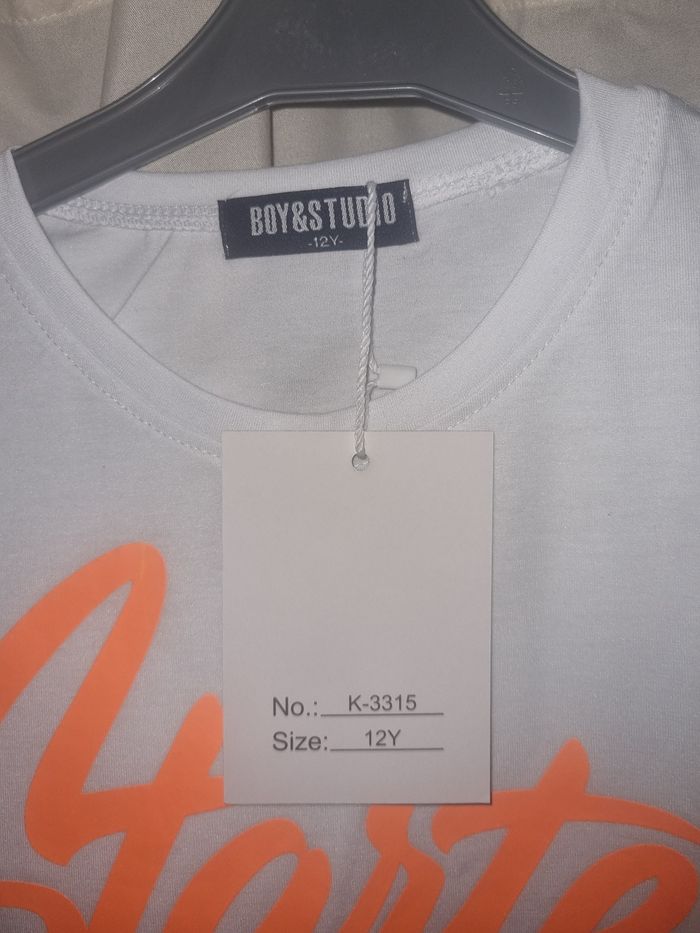 BOY&STUDIO
-12Y-
No.: K-3315
Size: 12Y